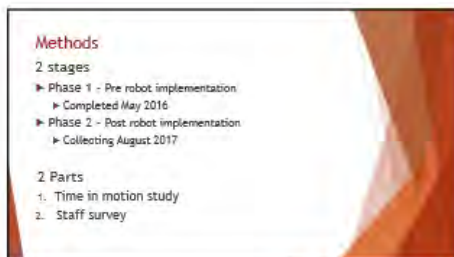 Methods
2 stages
▶ Phase 1 - Pre robot implementation
▶ Completed May 2016
▶ Phase 2 - Post robot implementation
▶ Collecting August 2017
2 Parts
1. Time in motion study
2. Staff survey